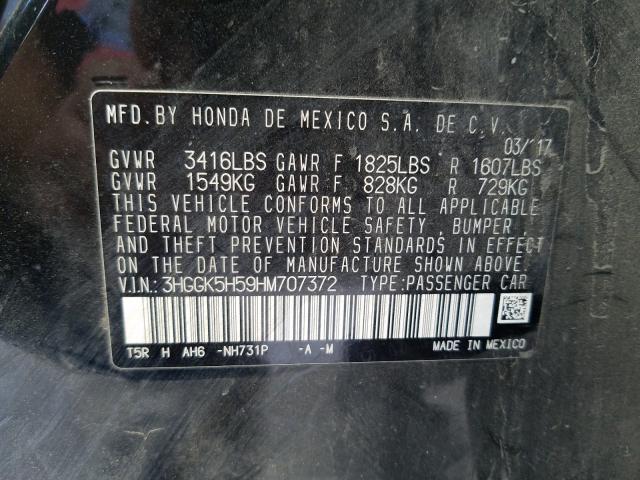 MFD.BY HONDA DE MEXICO S.A. DE C.V.
03/17
GVWR 3416LBS GAWR F 1825LBS R 1607LBS
GVWR 1549KG GAWR F 828KG R 729KG
THIS VEHICLE CONFORMS TO ALL APPLICABLE
FEDERAL MOTOR VEHICLE SAFETY, BUMPER,
AND THEFT PREVENTION STANDARDS IN EFFECT
ON THE DATE OF MANUFACTURE SHOWN ABOVE.
V.I.N.: 3HGGK5H59HM707372 TYPE: PASSENGER CAR
T5R H AH6 -NH731P -A -M
MADE IN MEXICO